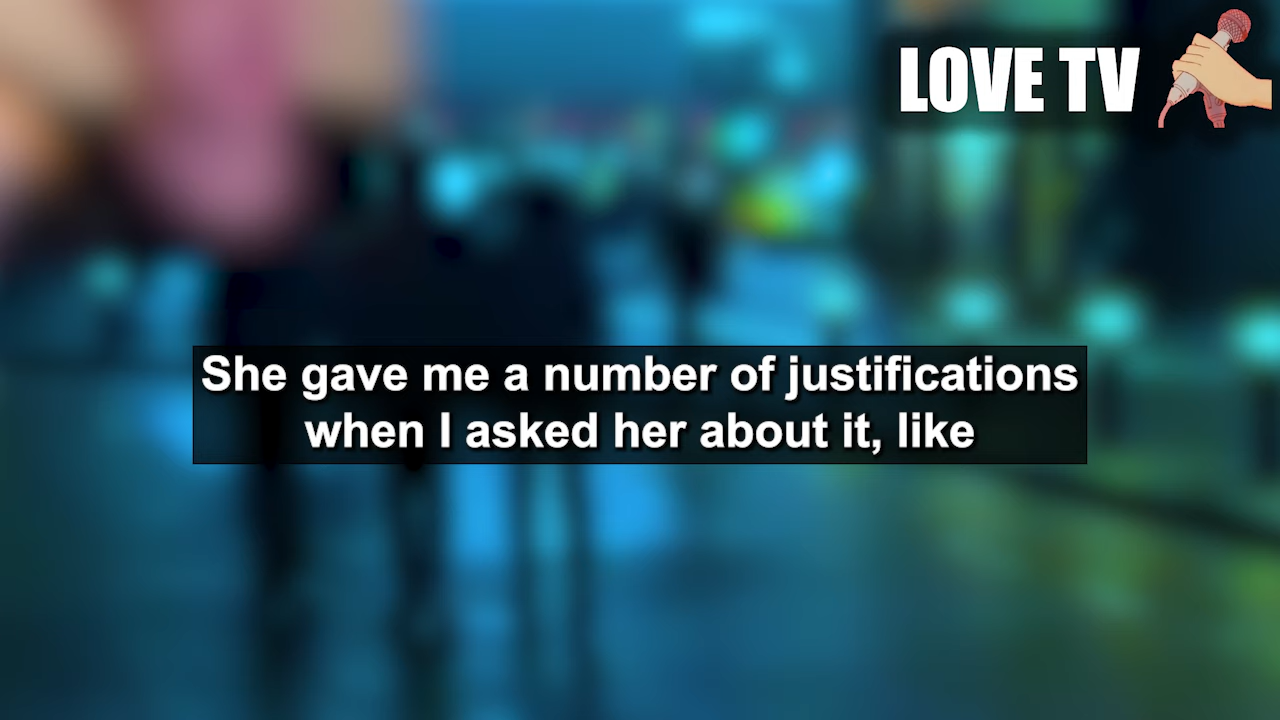 LOVE TV
She gave me a number of justifications
when I asked her about it, like